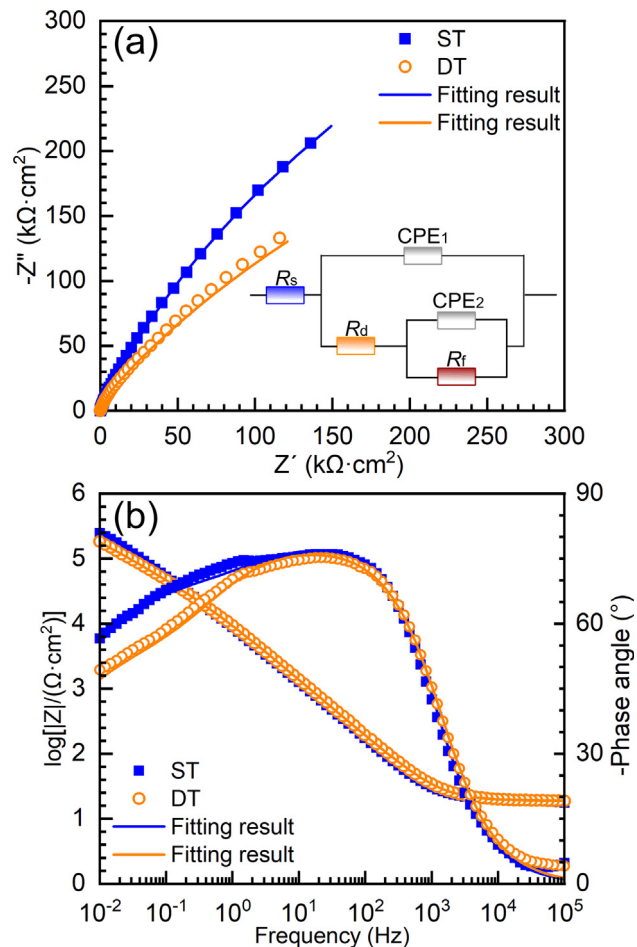 (a)
ST
DT
Fitting result
Fitting result
300
250
200
150
100
50
0
-Z″ (kΩ·cm²)
CPE₁
Rₛ
CPE₂
R_d
R_f
0 50 100 150 200 250 300
Z′ (kΩ·cm²)
(b)
6
5
4
3
2
1
0
log[|Z|/(Ω·cm²)]
90
60
30
0
-Phase angle (°)
ST
DT
Fitting result
Fitting result
10⁻² 10⁻¹ 10⁰ 10¹ 10² 10³ 10⁴ 10⁵
Frequency (Hz)